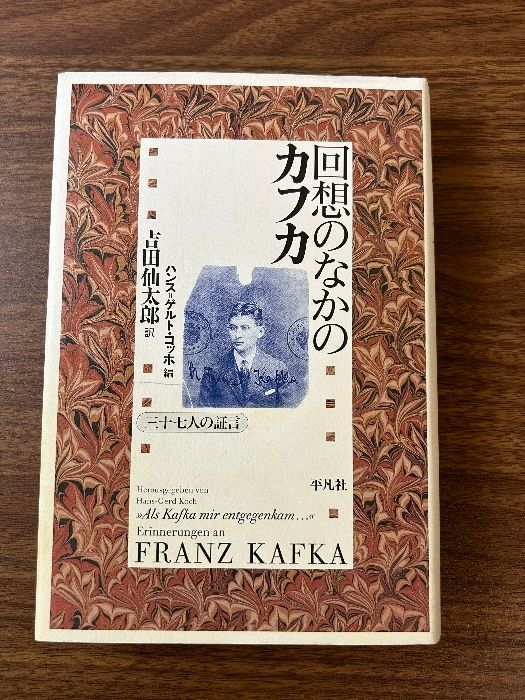 回想のなかの
カフカ
ハンス=ゲルト・コッホ 編
吉田仙太郎 訳
三十七人の証言
平凡社
Herausgegeben von
Hans-Gerd Koch
»Als Kafka mir entgegenkam...«
Erinnerungen an
FRANZ KAFKA